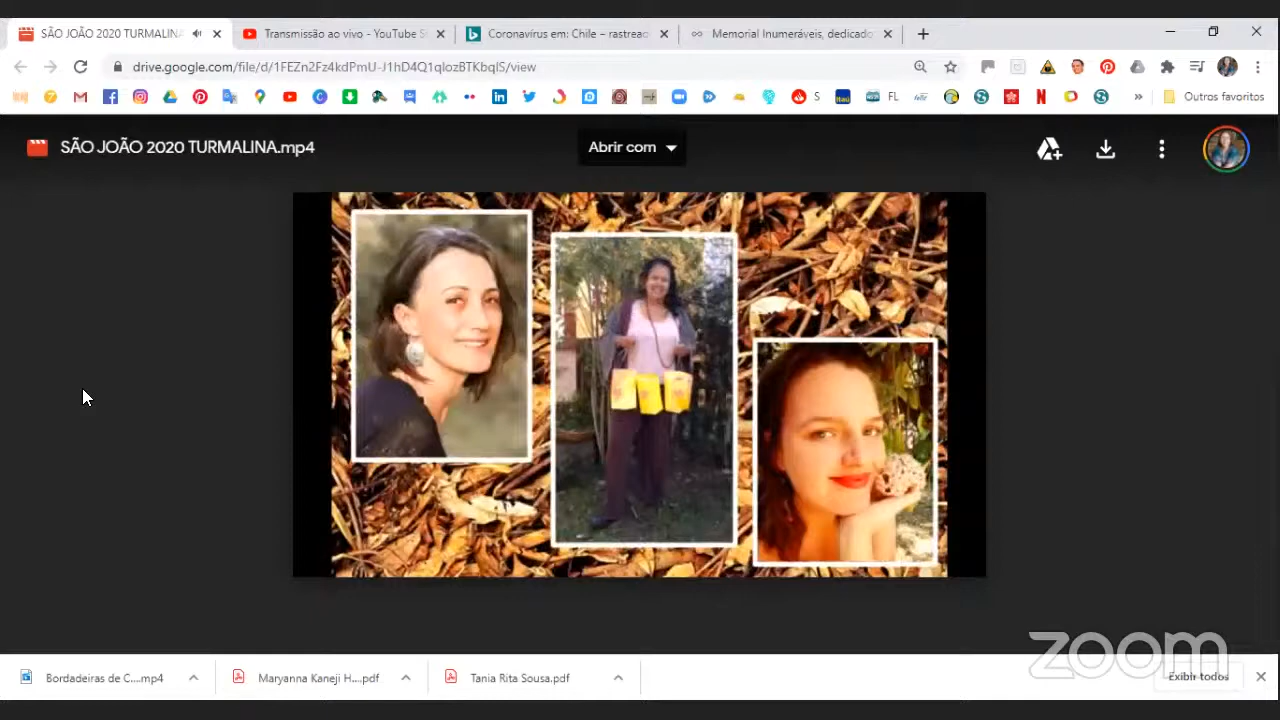 SÃO JOÃO 2020 TURMALINA
Transmissão ao vivo - YouTube S
Coronavírus em: Chile – rastread
Memorial Inumeráveis, dedicado
drive.google.com/file/d/1FEZn2Fz4kdPmU-J1hD4Q1qlozBTKbqlS/view
S
Itaú
FL
Outros favoritos
SÃO JOÃO 2020 TURMALINA.mp4
Abrir com
zoom
Bordadeiras de C....mp4
Maryanna Kaneji H....pdf
Tania Rita Sousa.pdf
Exibir todos